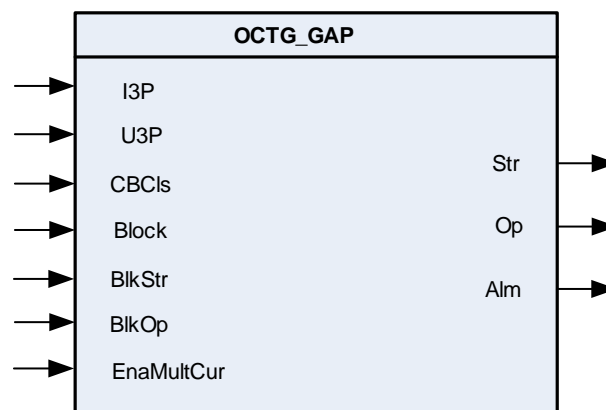 OCTG_GAP
I3P
U3P
CBCls
Block
BlkStr
BlkOp
EnaMultCur
Str
Op
Alm